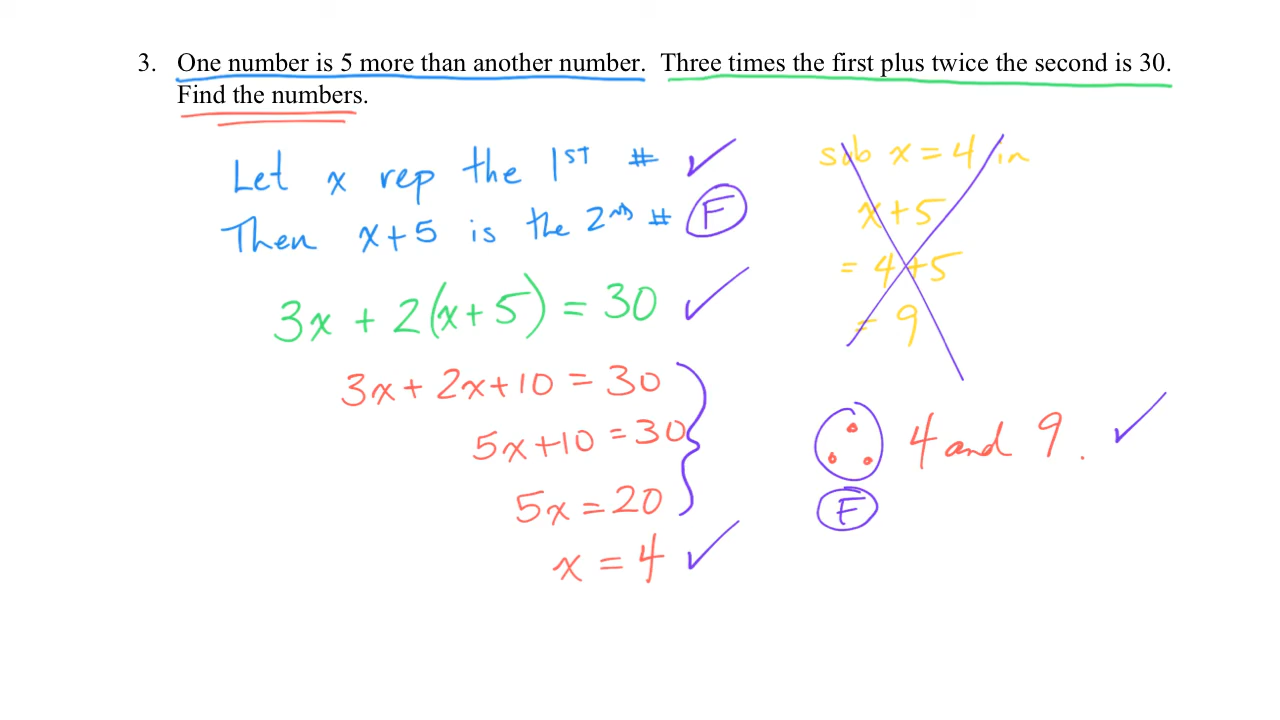 3. One number is 5 more than another number. Three times the first plus twice the second is 30.
Find the numbers.
Let x rep the 1ST # ✓
Then x+5 is the 2nd # F
3x + 2(x+5) = 30 ✓
3x + 2x+10 = 30
5x+10 = 30
5x = 20
x = 4 ✓
sub x = 4 in
x+5
= 4+5
= 9
∴ 4 and 9. ✓
F